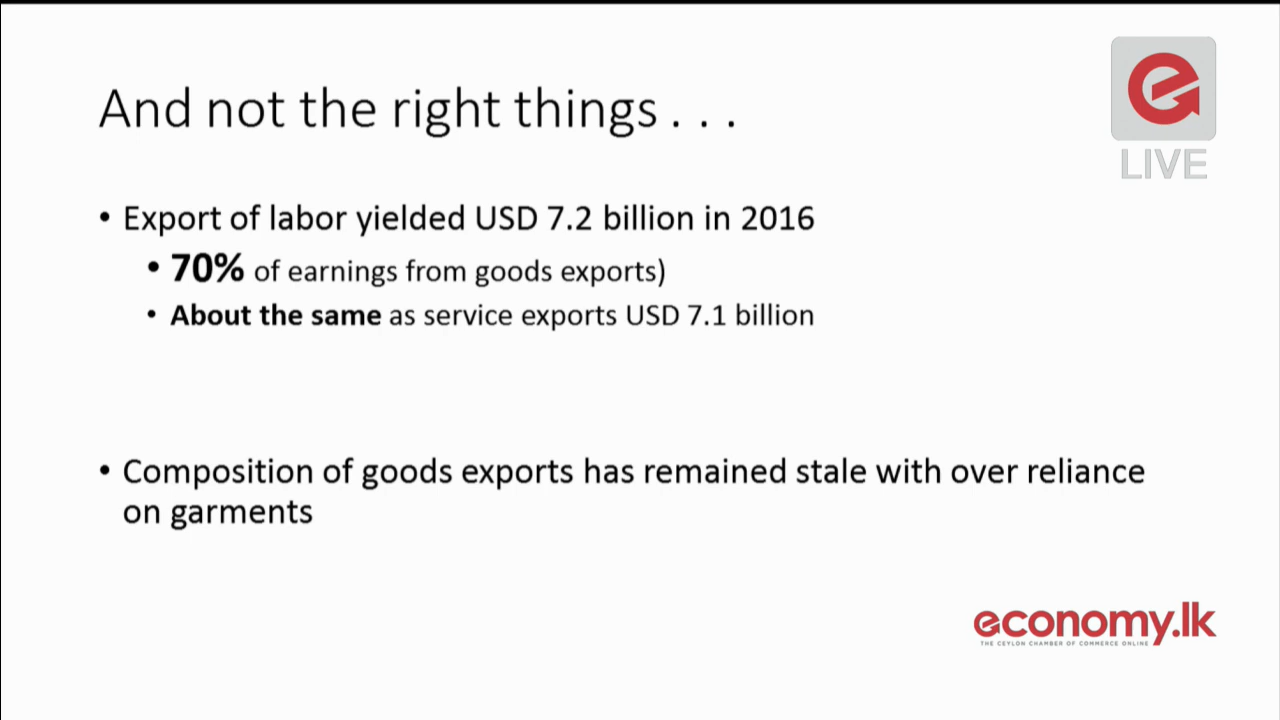 And not the right things . . .
LIVE
• Export of labor yielded USD 7.2 billion in 2016
• 70% of earnings from goods exports)
• About the same as service exports USD 7.1 billion
• Composition of goods exports has remained stale with over reliance
on garments
economy.lk
THE CEYLON CHAMBER OF COMMERCE ONLINE